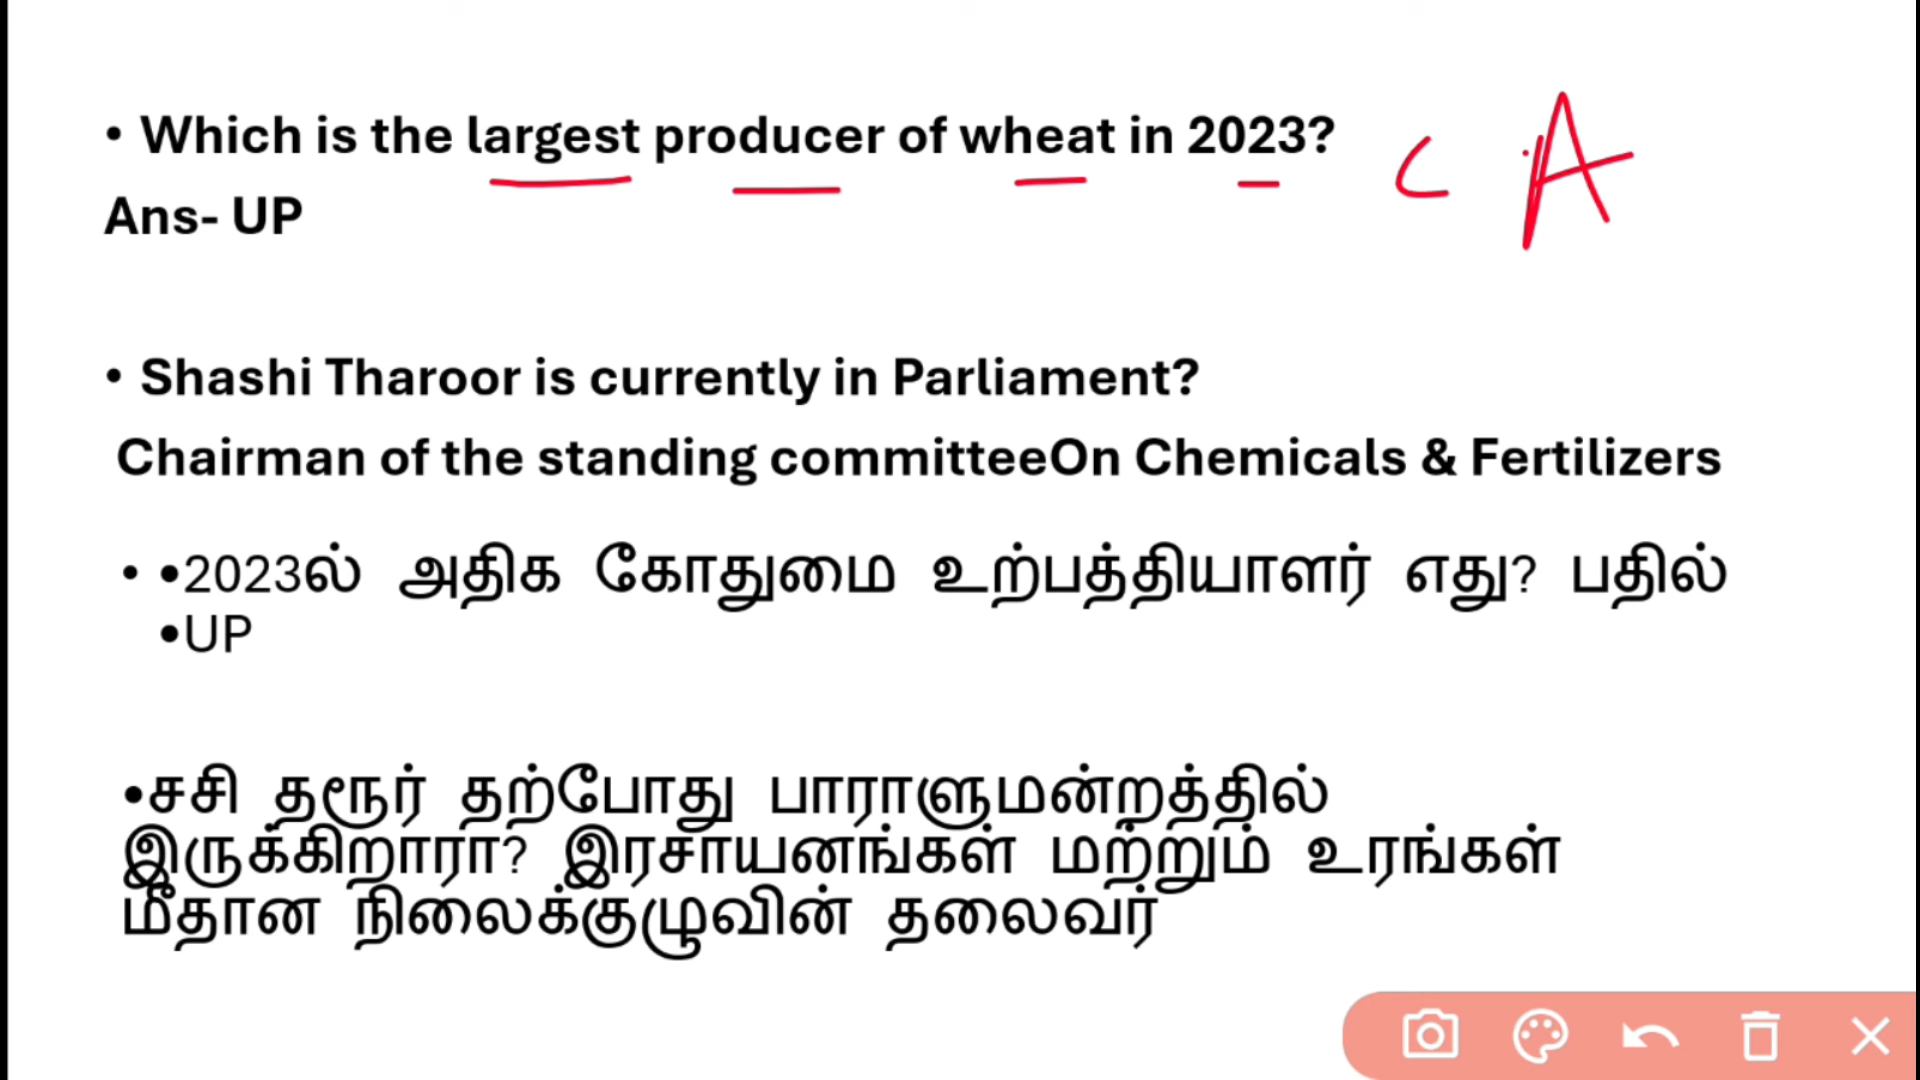 • Which is the largest producer of wheat in 2023? C A
Ans- UP
• Shashi Tharoor is currently in Parliament?
Chairman of the standing committeeOn Chemicals & Fertilizers
• •2023ல் அதிக கோதுமை உற்பத்தியாளர் எது? பதில்
•UP
•சசி தரூர் தற்போது பாராளுமன்றத்தில்
இருக்கிறாரா? இரசாயனங்கள் மற்றும் உரங்கள்
மீதான நிலைக்குழுவின் தலைவர்